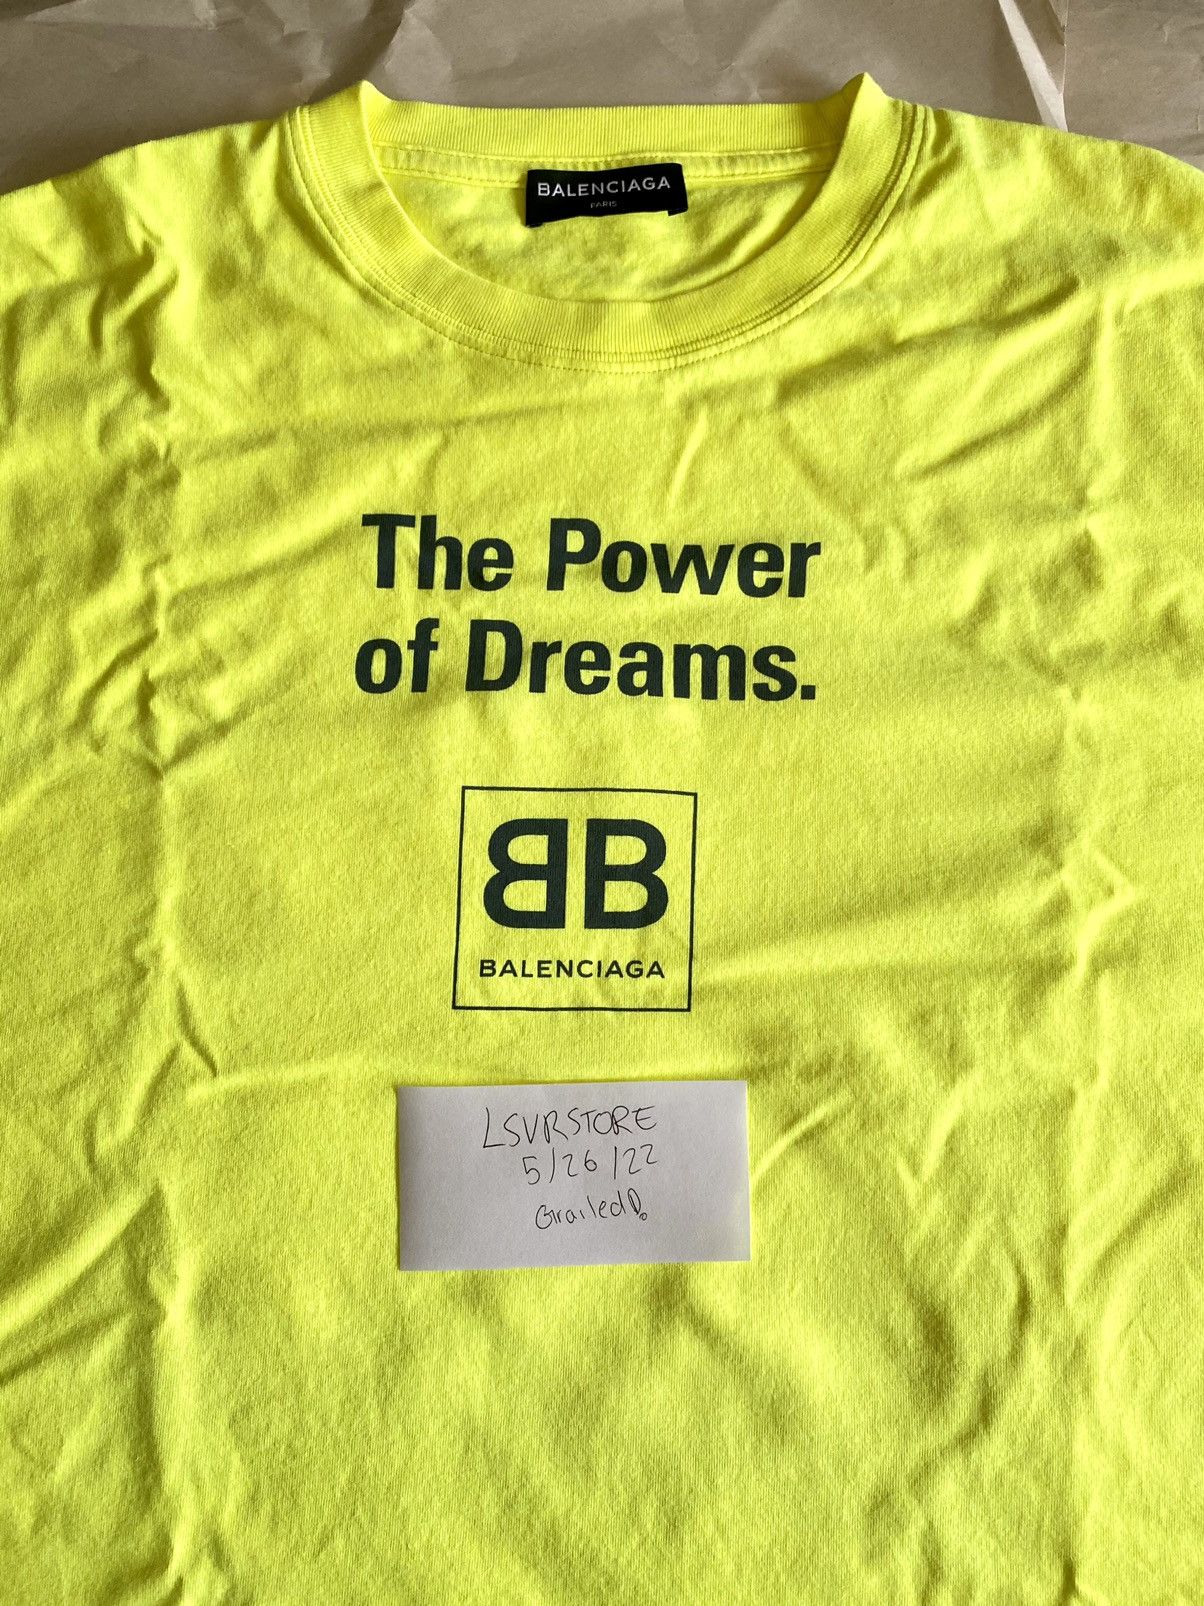 BALENCIAGA
PARIS
The Power
of Dreams.
BB
BALENCIAGA
LSVRSTORE
5/26/22
Grailed